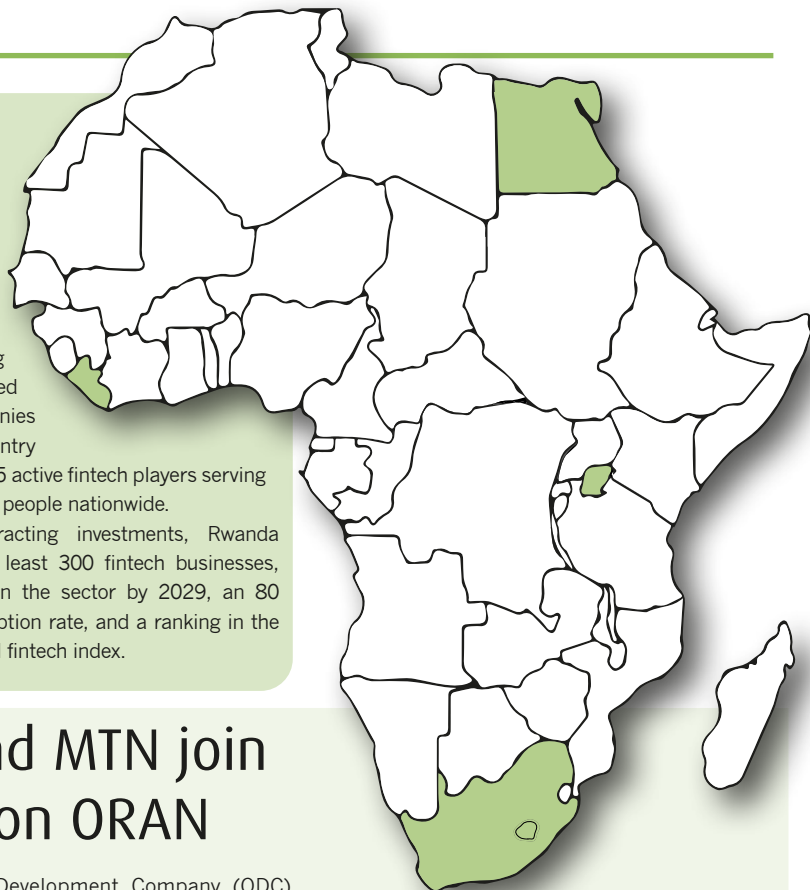 g
ed
nies
ntry
5 active fintech players serving
people nationwide.
racting investments, Rwanda
least 300 fintech businesses,
n the sector by 2029, an 80
ption rate, and a ranking in the
l fintech index.
nd MTN join
on ORAN
Development Company (ODC)